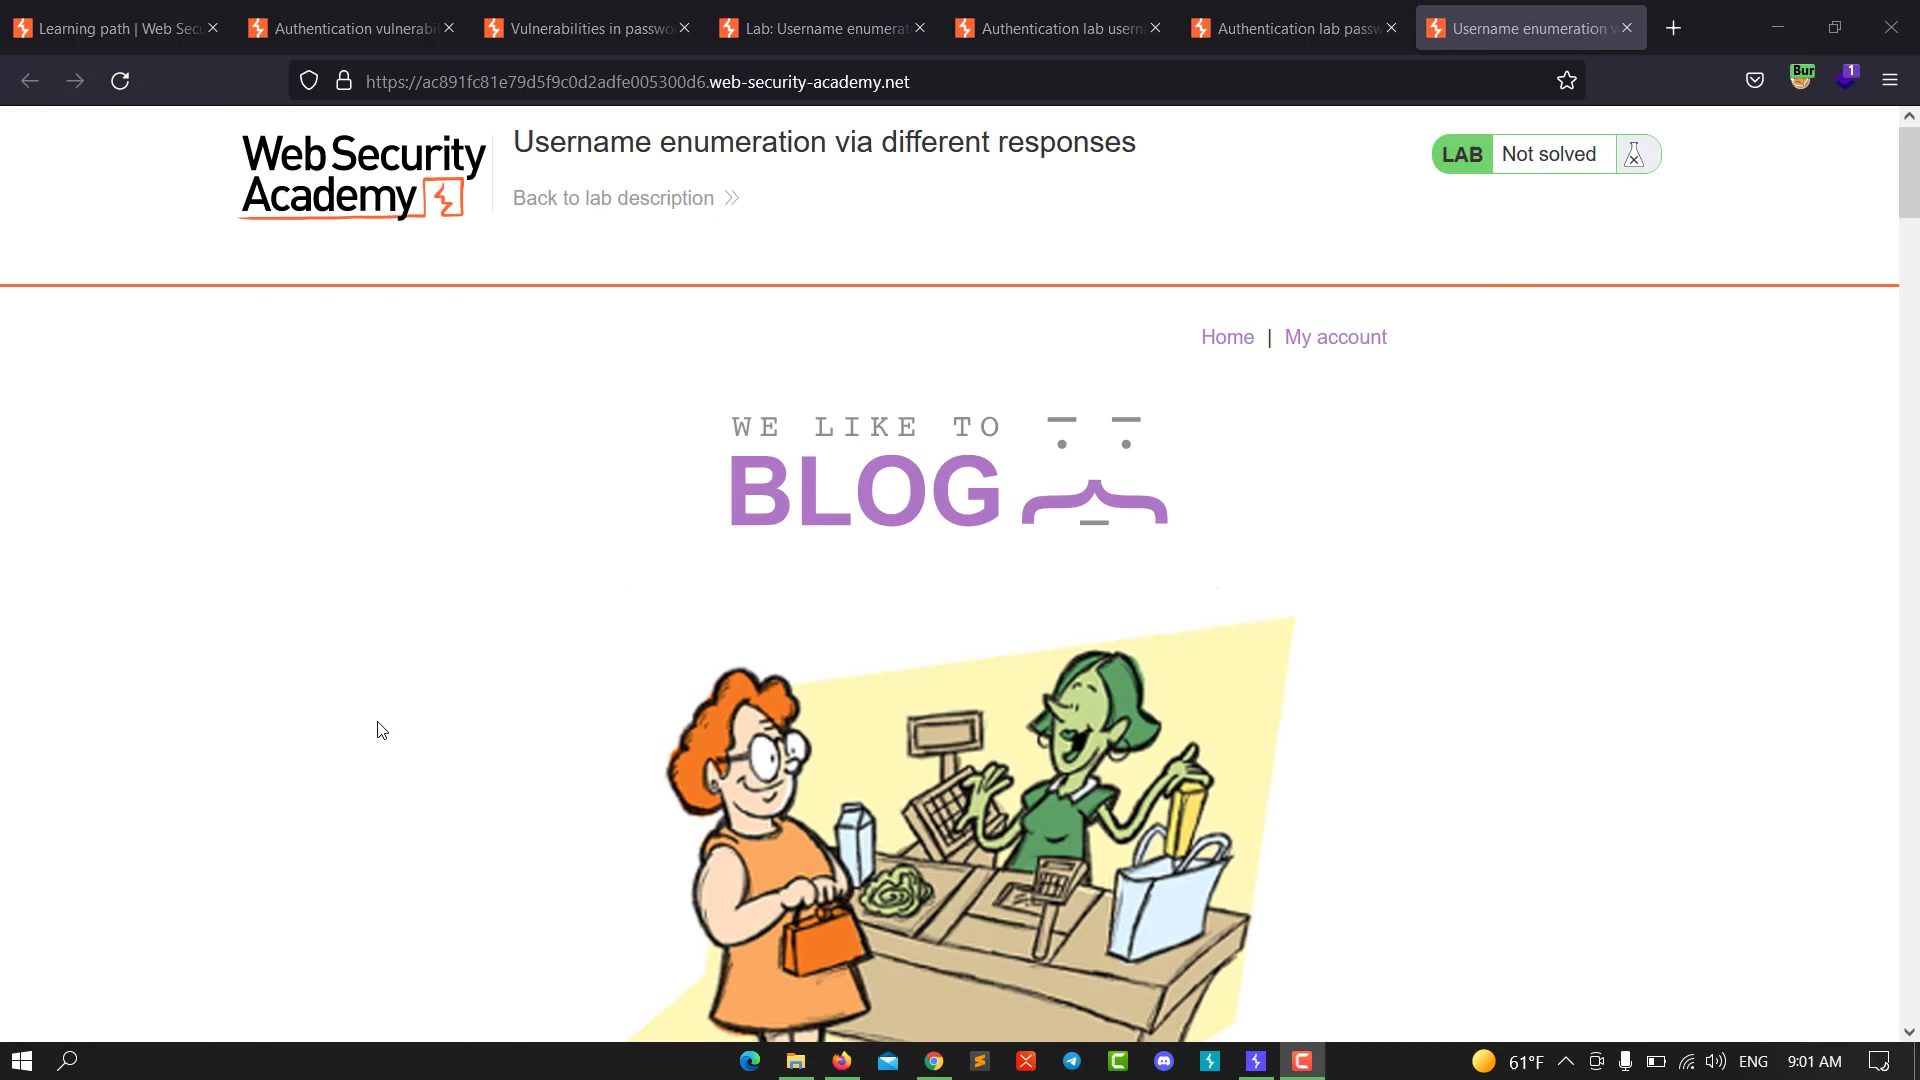 Learning path | Web Secu
Authentication vulnerabil
Vulnerabilities in passwo
Lab: Username enumerat
Authentication lab usern
Authentication lab passw
Username enumeration v
https://ac891fc81e79d5f9c0d2adfe005300d6.web-security-academy.net
Bur
1
Web Security
Academy
Username enumeration via different responses
Back to lab description
LAB Not solved
Home | My account
WE LIKE TO
BLOG
61°F
ENG
9:01 AM